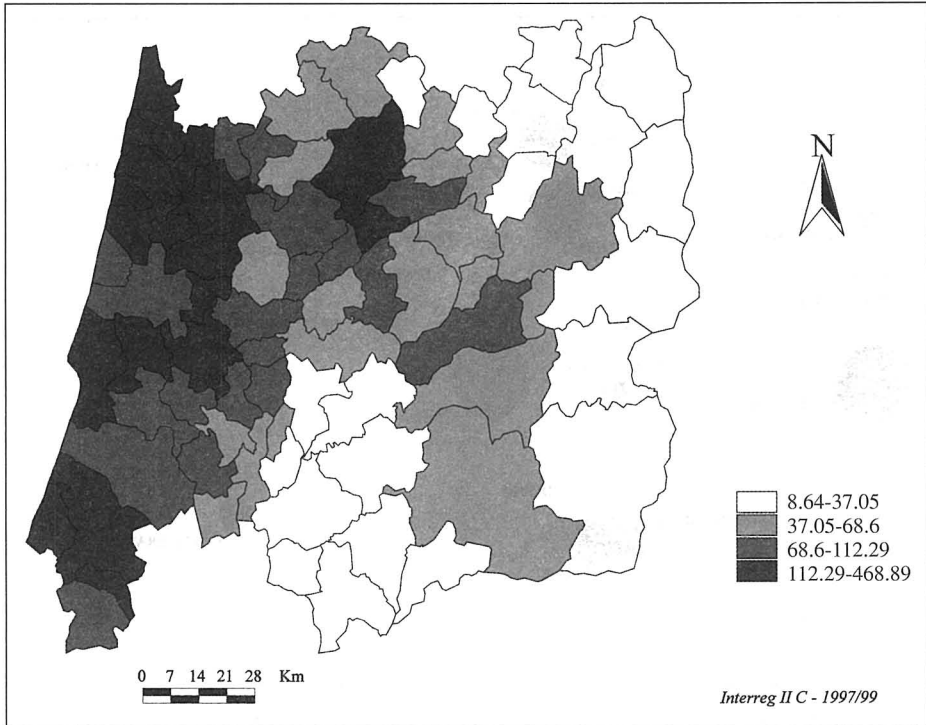 N
8.64-37.05
37.05-68.6
68.6-112.29
112.29-468.89
0 7 14 21 28 Km
Interreg II C - 1997/99